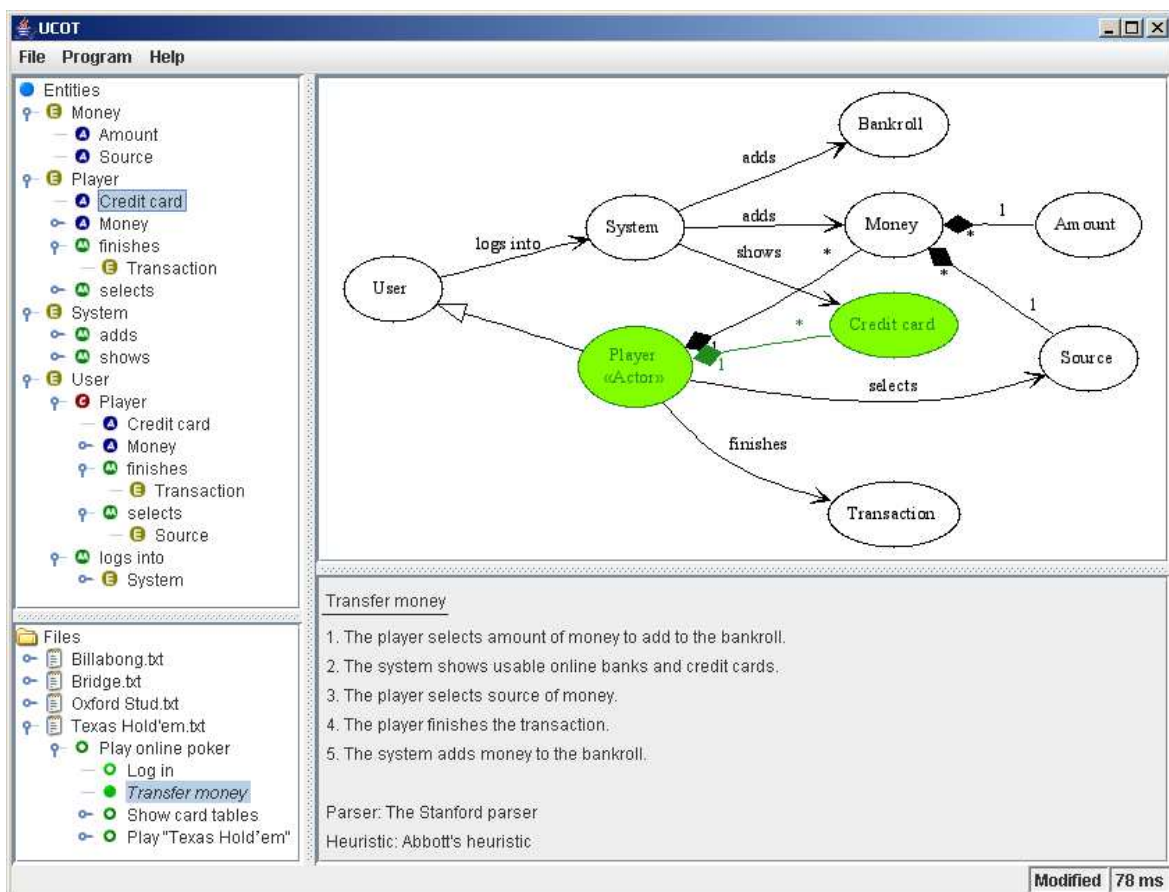 UCOT
File Program Help
Entities
E Money
A Amount
A Source
E Player
A Credit card
A Money
M finishes
E Transaction
M selects
E System
M adds
M shows
E User
C Player
A Credit card
A Money
M finishes
E Transaction
M selects
E Source
M logs into
E System
Files
Billabong.txt
Bridge.txt
Oxford Stud.txt
Texas Hold'em.txt
Play online poker
Log in
Transfer money
Show card tables
Play "Texas Hold'em"
Bankroll
adds
System
adds
Money
1
*
Amount
logs into
shows
*
*
User
Credit card
*
1
Player
«Actor»
1
1
Source
selects
finishes
Transaction
Transfer money
1. The player selects amount of money to add to the bankroll.
2. The system shows usable online banks and credit cards.
3. The player selects source of money.
4. The player finishes the transaction.
5. The system adds money to the bankroll.
Parser: The Stanford parser
Heuristic: Abbott's heuristic
Modified 78 ms